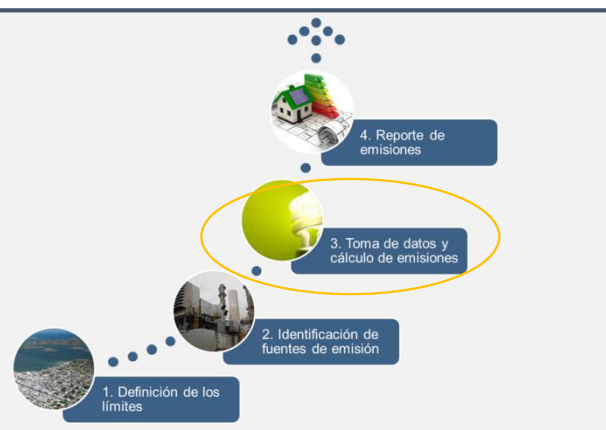 4. Reporte de
emisiones
3. Toma de datos y
cálculo de emisiones
2. Identificación de
fuentes de emisión
1. Definición de los
límites